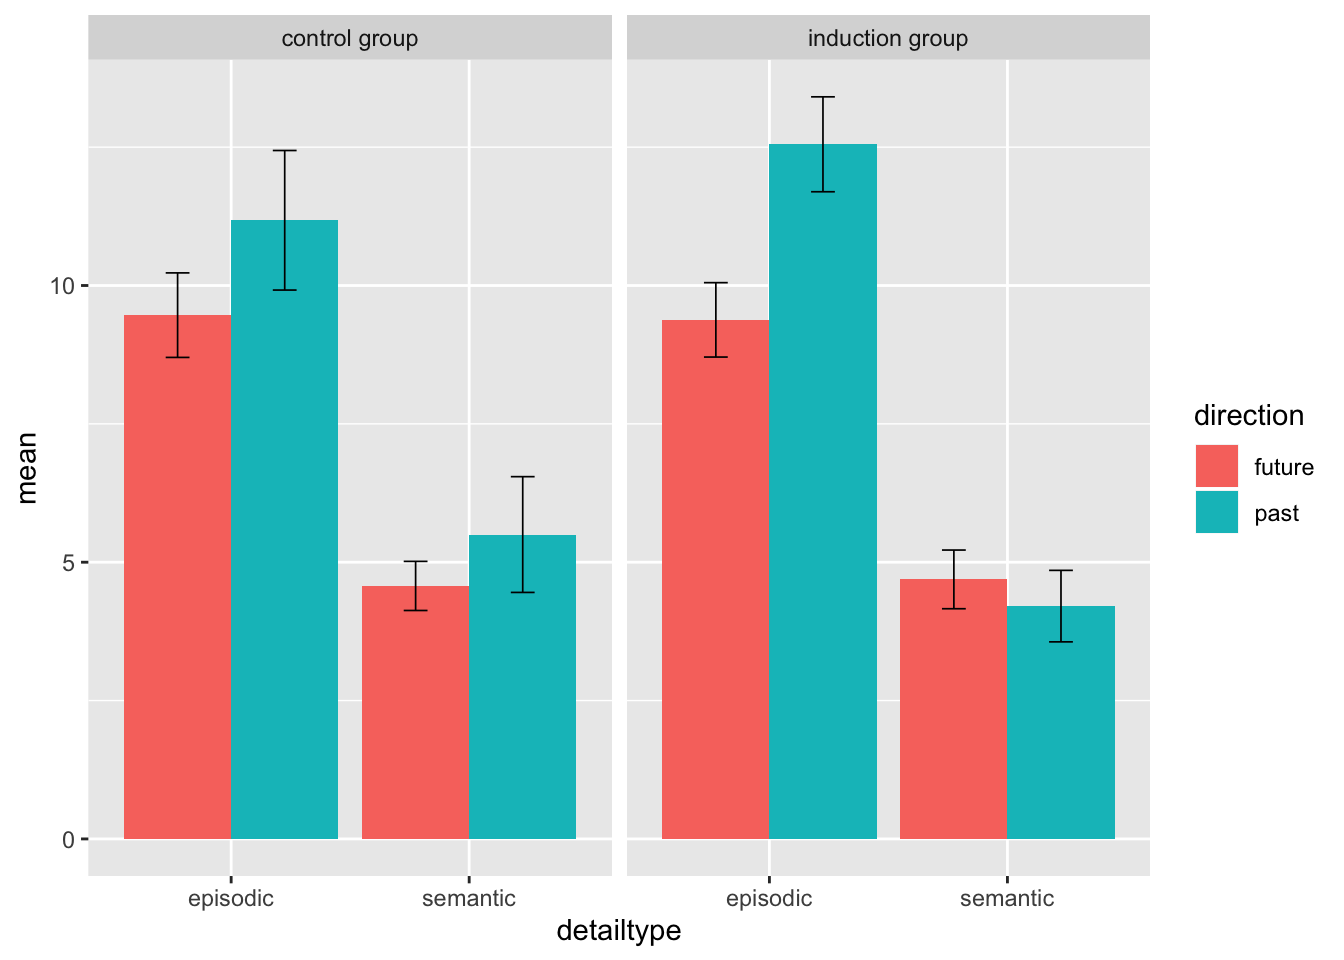 control group
induction group
mean
10
5
0
episodic
semantic
episodic
semantic
detailtype
direction
future
past